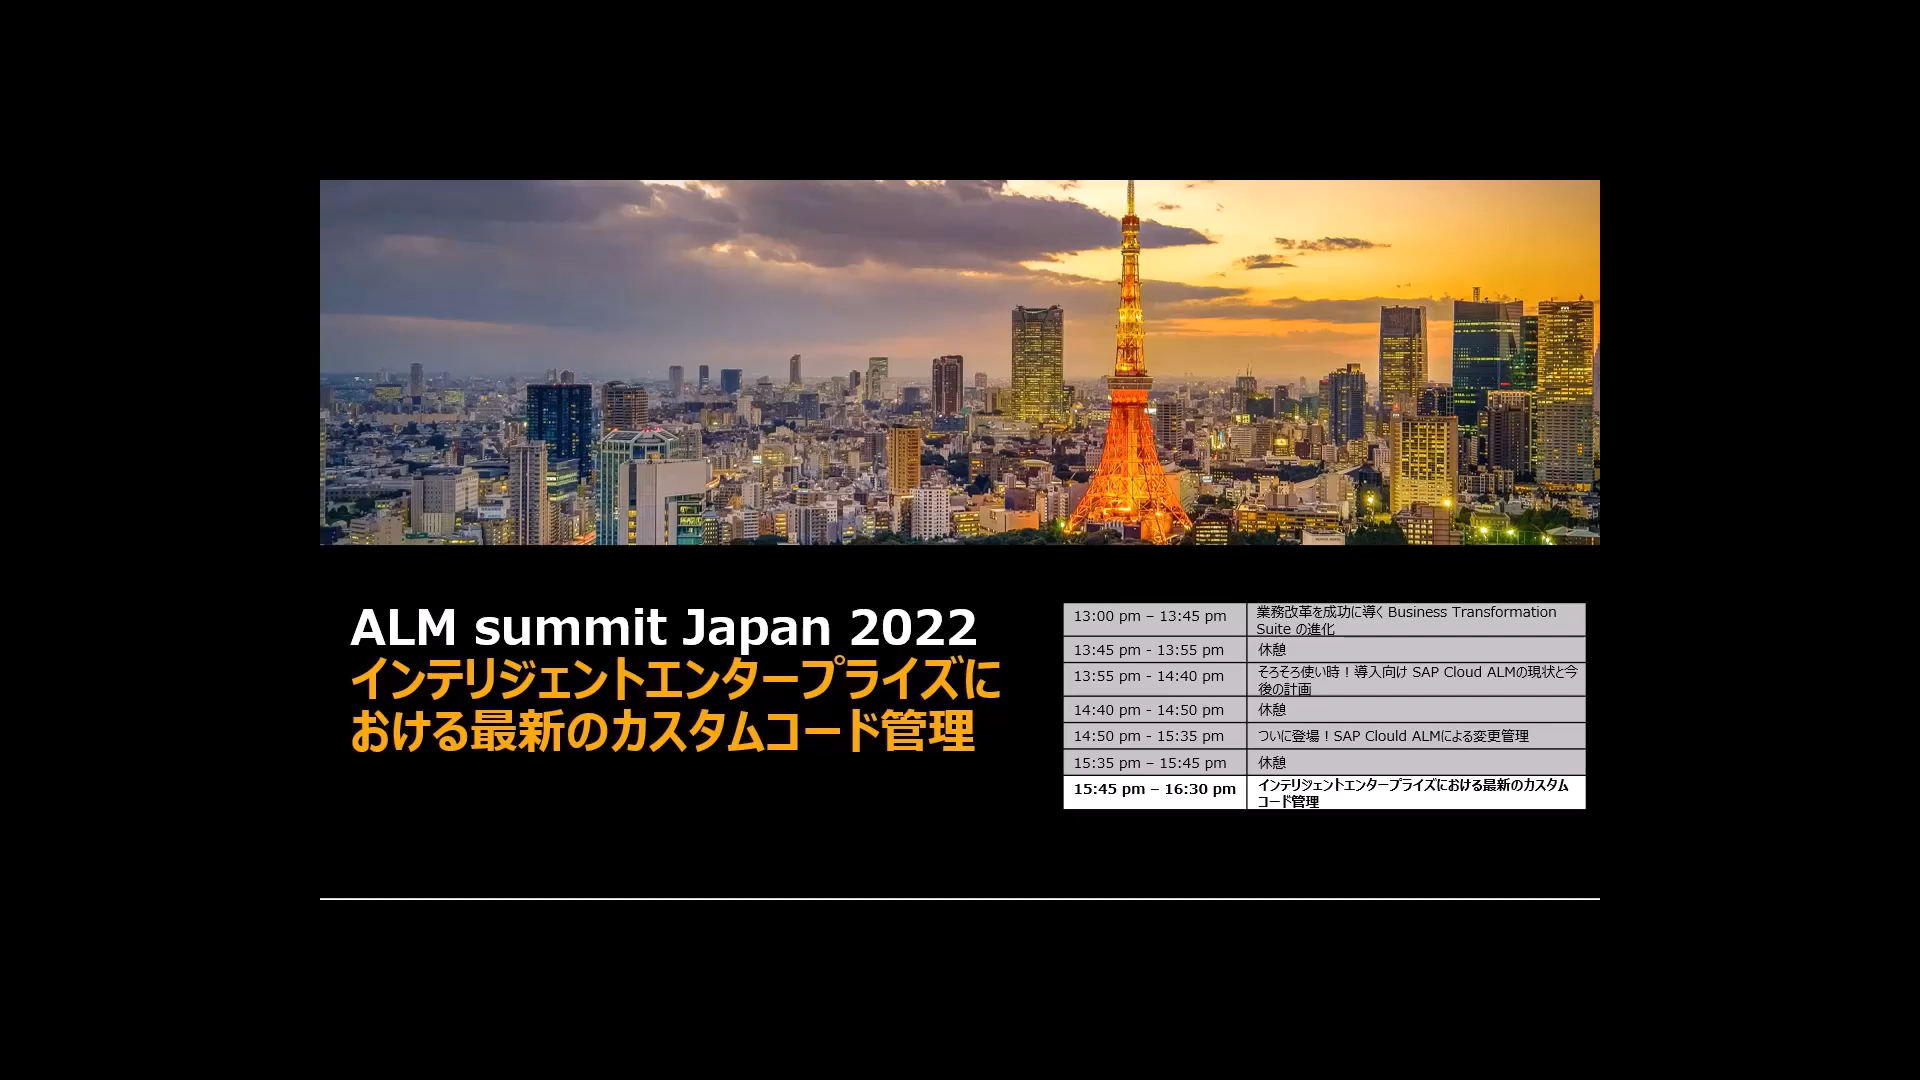 ALM summit Japan 2022
インテリジェントエンタープライズに
おける最新のカスタムコード管理
13:00 pm – 13:45 pm
業務改革を成功に導く Business Transformation
Suite の進化
13:45 pm - 13:55 pm
休憩
13:55 pm - 14:40 pm
そろそろ使い時！導入向け SAP Cloud ALMの現状と今
後の計画
14:40 pm - 14:50 pm
休憩
14:50 pm - 15:35 pm
ついに登場！SAP Clould ALMによる変更管理
15:35 pm – 15:45 pm
休憩
15:45 pm – 16:30 pm
インテリジェントエンタープライズにおける最新のカスタム
コード管理